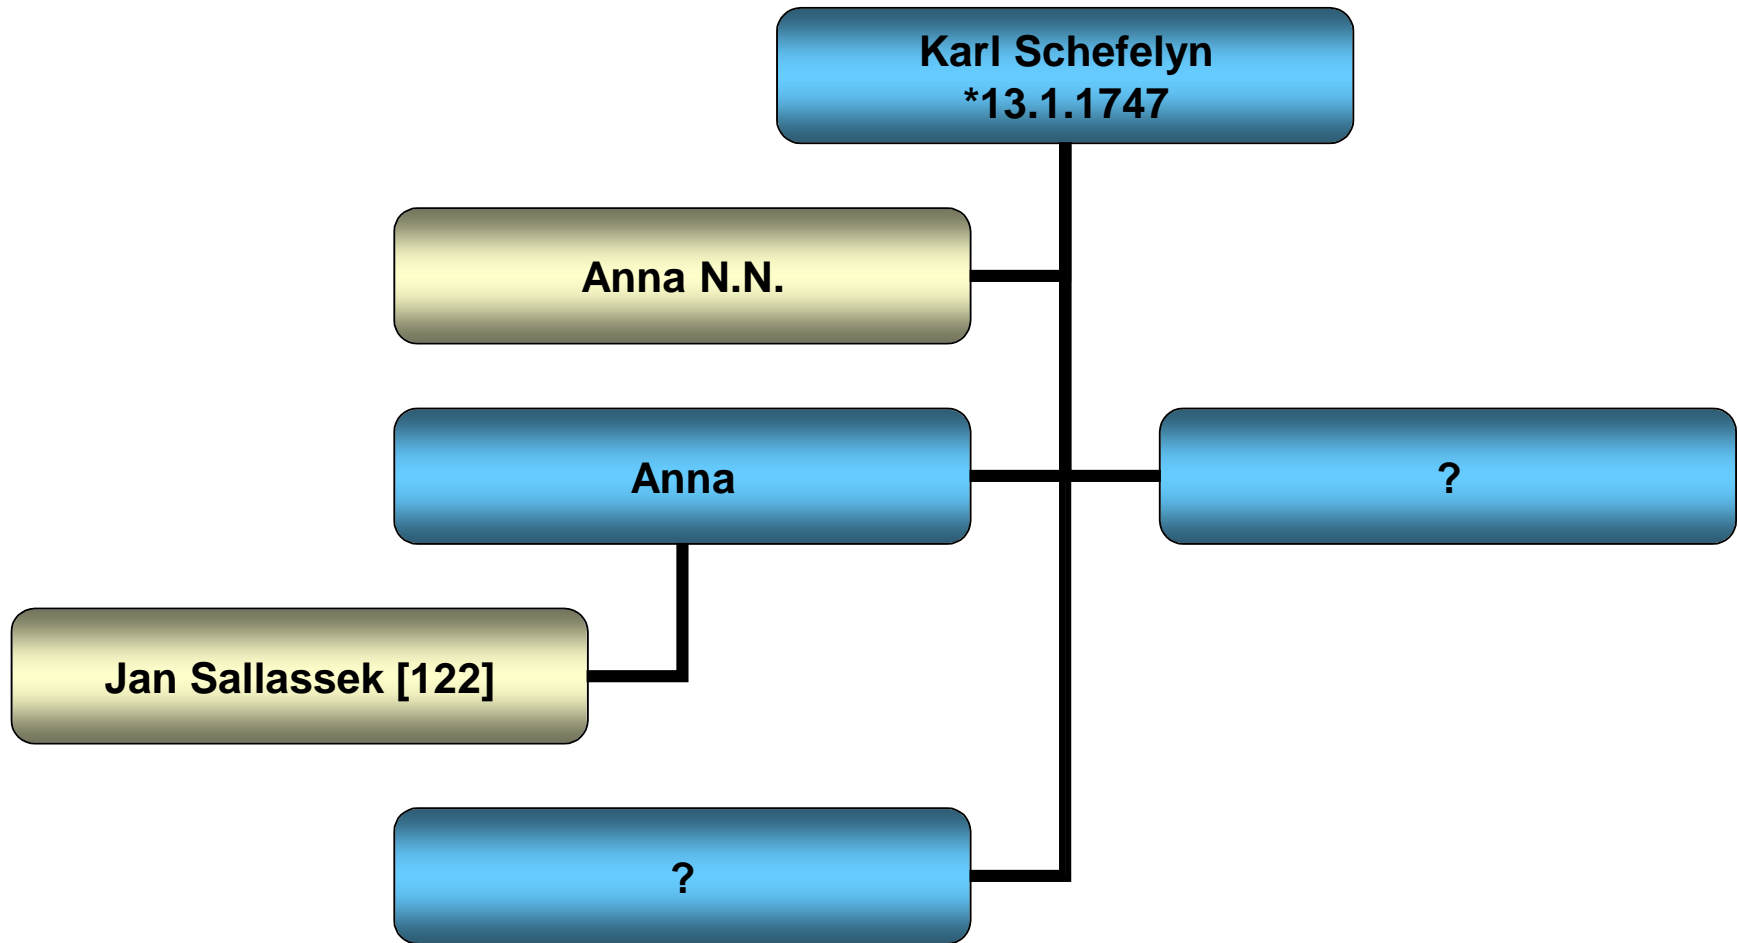 Karl Schefelyn
*13.1.1747
Anna N.N.
Anna
?
Jan Sallassek [122]
?